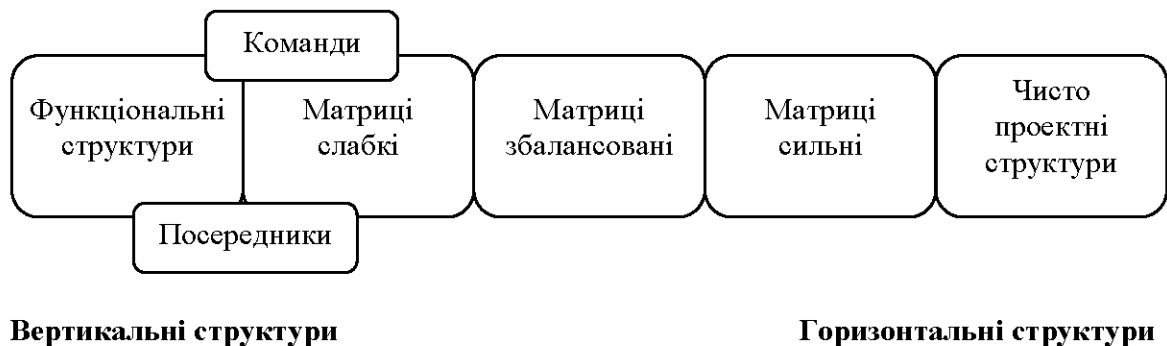 Команди
Функціональні
структури
Матриці
слабкі
Матриці
збалансовані
Матриці
сильні
Чисто
проектні
структури
Посередники
Вертикальні структури
Горизонтальні структури